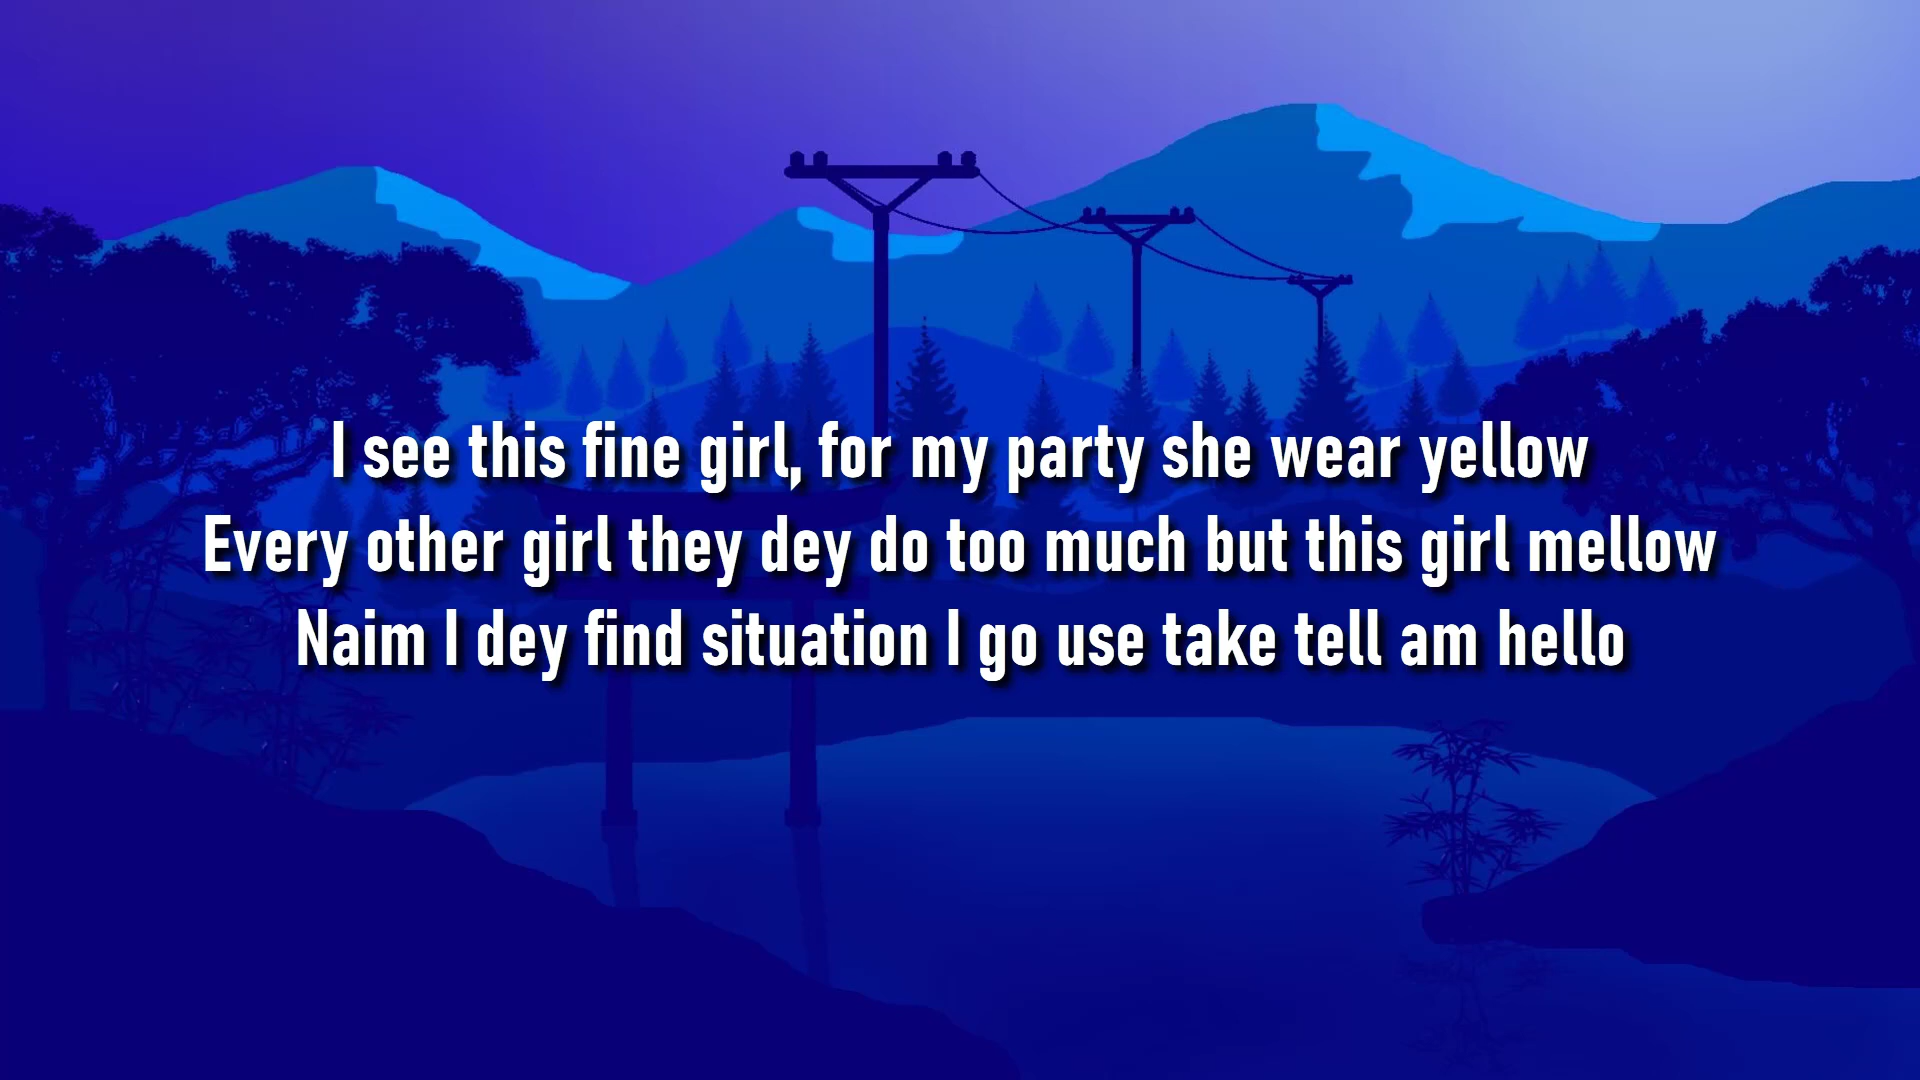 I see this fine girl, for my party she wear yellow
Every other girl they dey do too much but this girl mellow
Naim I dey find situation I go use take tell am hello